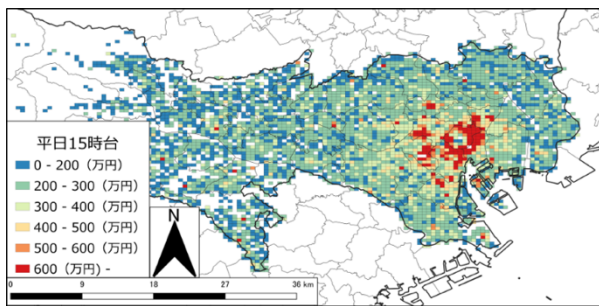 平日15時台
0 - 200（万円）
200 - 300（万円）
300 - 400（万円）
400 - 500（万円）
500 - 600（万円）
600（万円）-
N
0 9 18 27 36 km